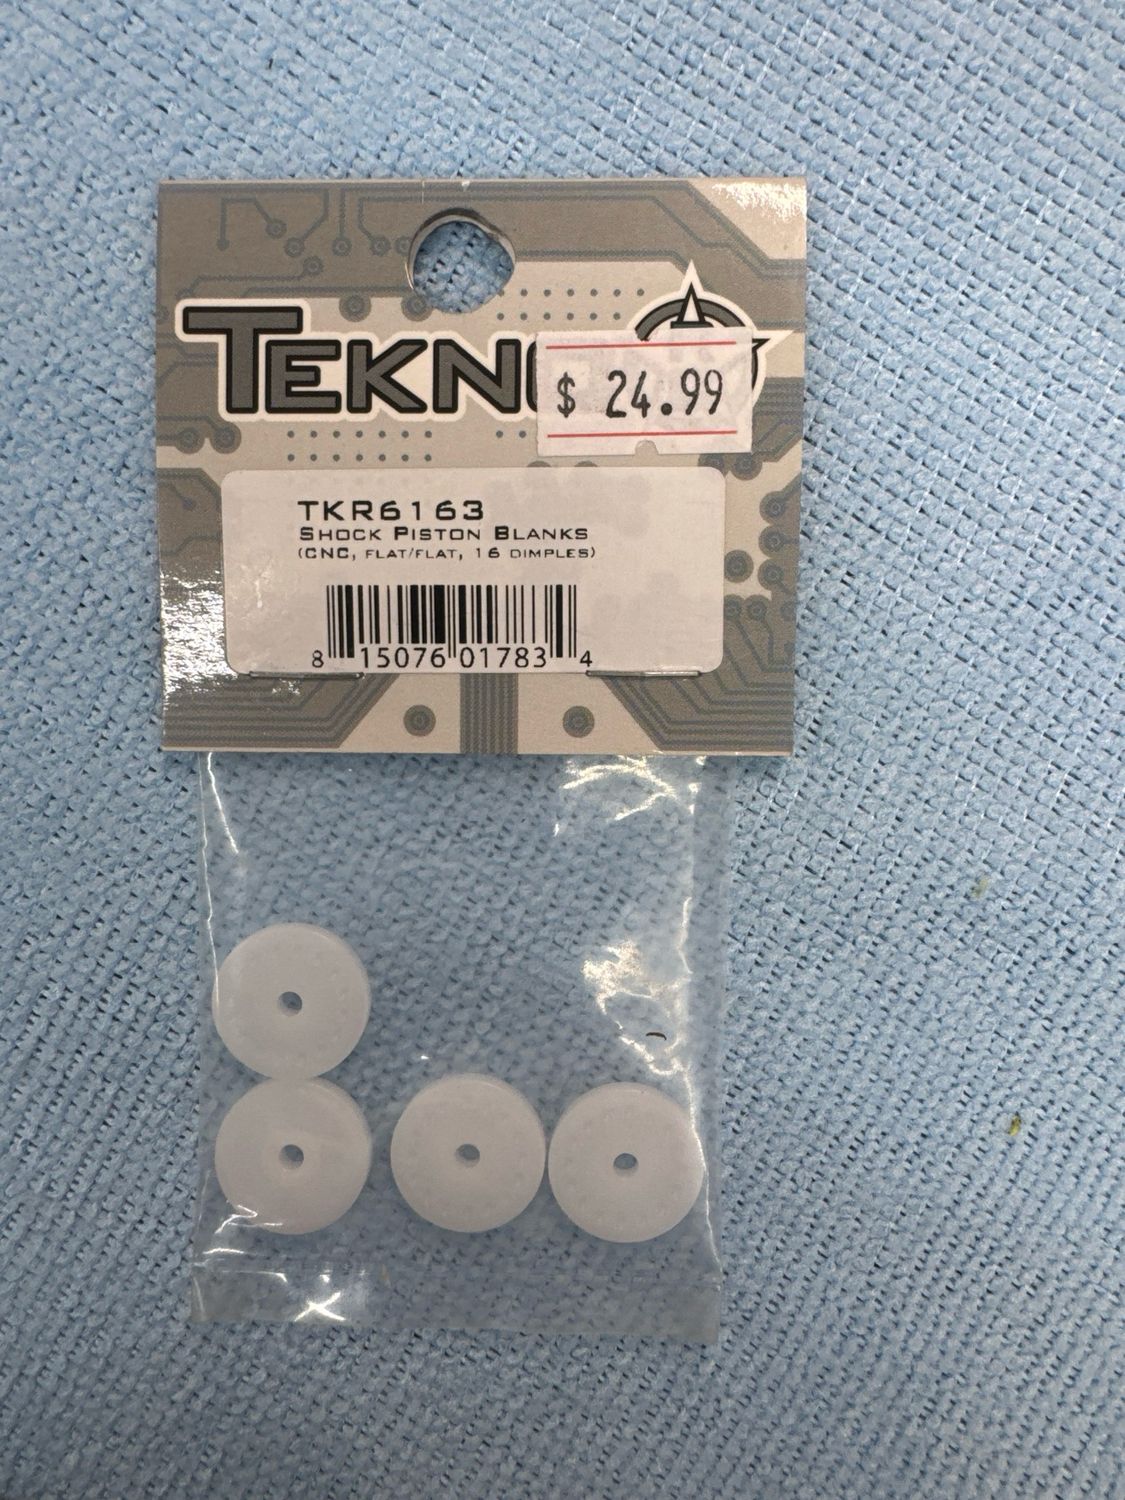 TEKN
$ 24.99
TKR6163
SHOCK PISTON BLANKS
(CNC, FLAT/FLAT, 16 DIMPLES)
8 15076 01783 4